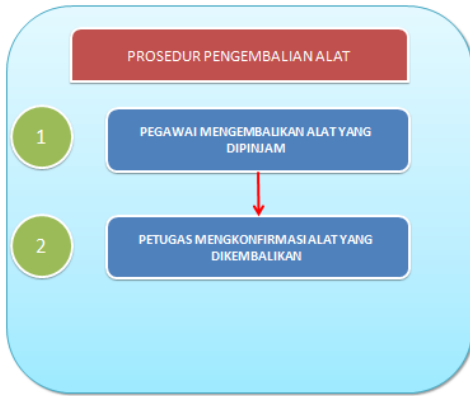 PROSEDUR PENGEMBALIAN ALAT
1
PEGAWAI MENGEMBALIKAN ALAT YANG
DIPINJAM
2
PETUGAS MENGKONFIRMASI ALAT YANG
DIKEMBALIKAN